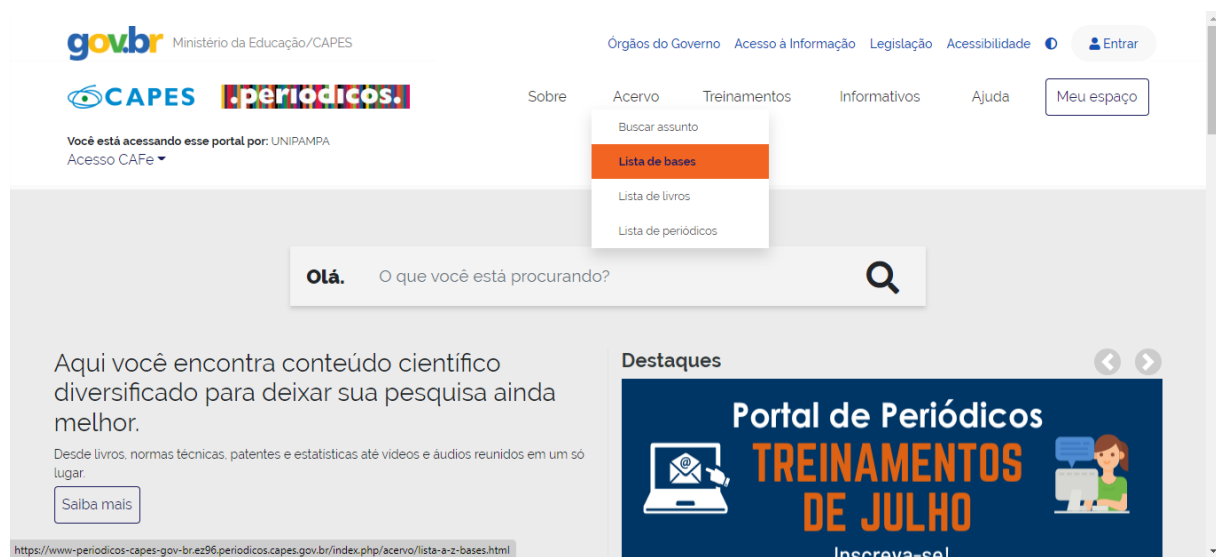 gov.br Ministério da Educação/CAPES Órgãos do Governo Acesso à Informação Legislação Acessibilidade Entrar
CAPES .periodicos. Sobre Acervo Treinamentos Informativos Ajuda Meu espaço
Você está acessando esse portal por: UNIPAMPA
Acesso CAFe
Buscar assunto
Lista de bases
Lista de livros
Lista de periódicos
Olá. O que você está procurando?
Aqui você encontra conteúdo científico
diversificado para deixar sua pesquisa ainda
melhor.
Desde livros, normas técnicas, patentes e estatísticas até vídeos e áudios reunidos em um só
lugar.
Saiba mais
Destaques
Portal de Periódicos
TREINAMENTOS
DE JULHO
Inscreva-se!
https://www-periodicos-capes-gov-br.ez96.periodicos.capes.gov.br/index.php/acervo/lista-a-z-bases.html